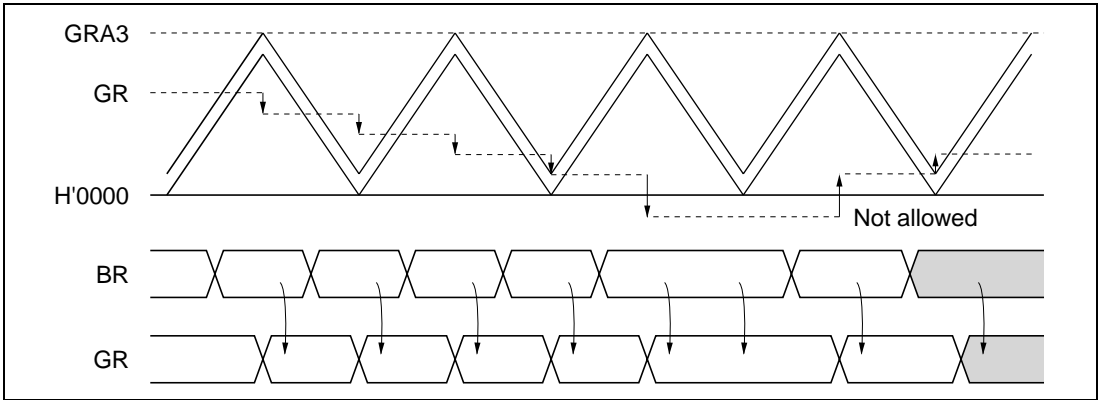 GRA3
GR
H'0000
Not allowed
BR
GR